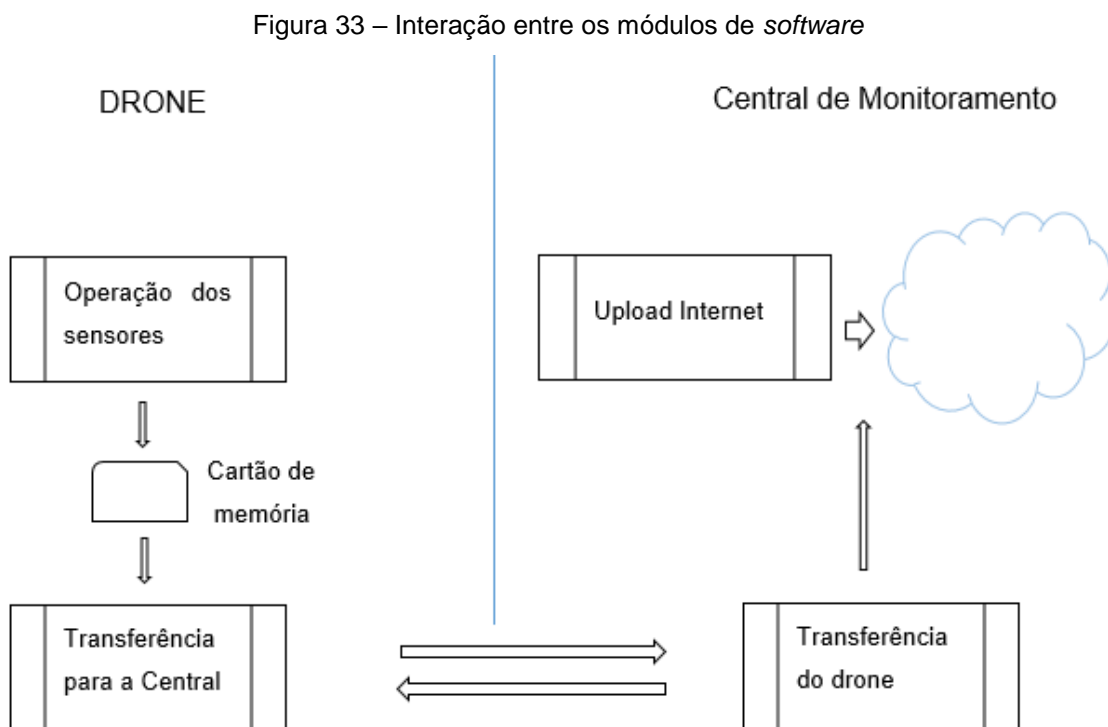 Figura 33 – Interação entre os módulos de software
DRONE
Central de Monitoramento
Operação dos
sensores
Upload Internet
Cartão de
memória
Transferência
para a Central
Transferência
do drone